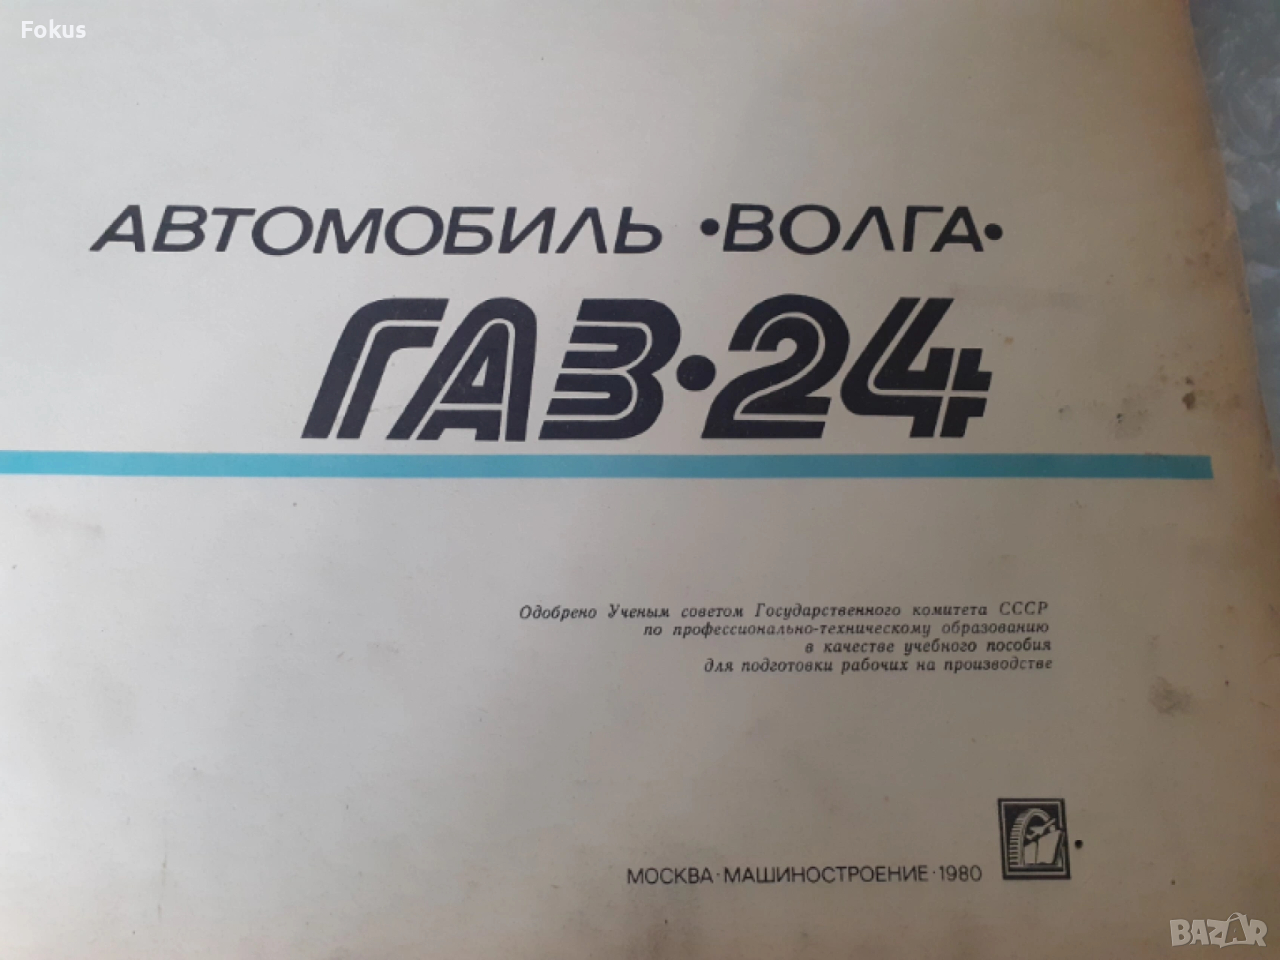 Fokus
АВТОМОБИЛЬ •ВОЛГА•
ГАЗ•24
Одобрено Ученым советом Государственного комитета СССР
по профессионально-техническому образованию
в качестве учебного пособия
для подготовки рабочих на производстве
МОСКВА·МАШИНОСТРОЕНИЕ·1980
BAZAR